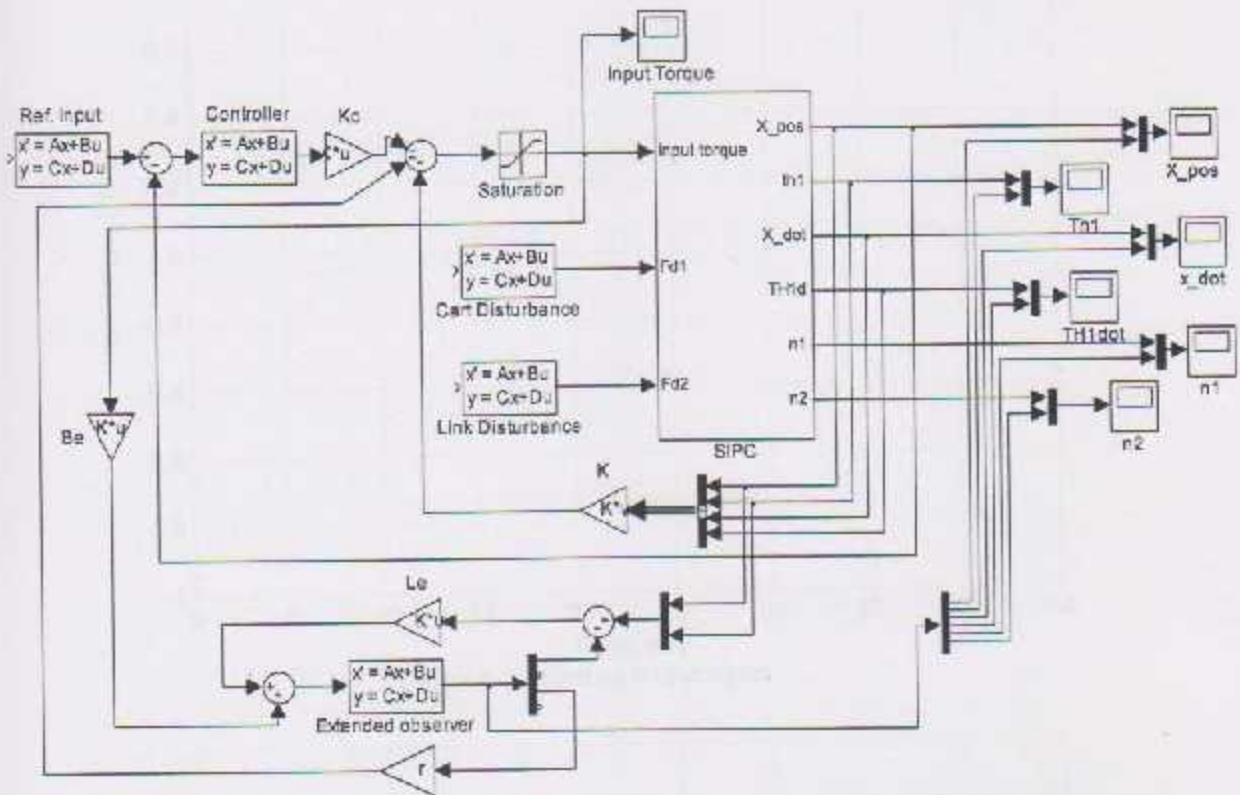 Input Torque
Ref. Input
x' = Ax+Bu
y = Cx+Du
Controller
x' = Ax+Bu
y = Cx+Du
Kc
Saturation
Input torque
X_pos
th1
X_dot
TH1d
n1
n2
Fd1
Fd2
SIPC
x' = Ax+Bu
y = Cx+Du
Cart Disturbance
x' = Ax+Bu
y = Cx+Du
Link Disturbance
X_pos
Th1
x_dot
TH1dot
n1
n2
Be
K*u
K
K*
Le
K*u
x' = Ax+Bu
y = Cx+Du
Extended observer
r